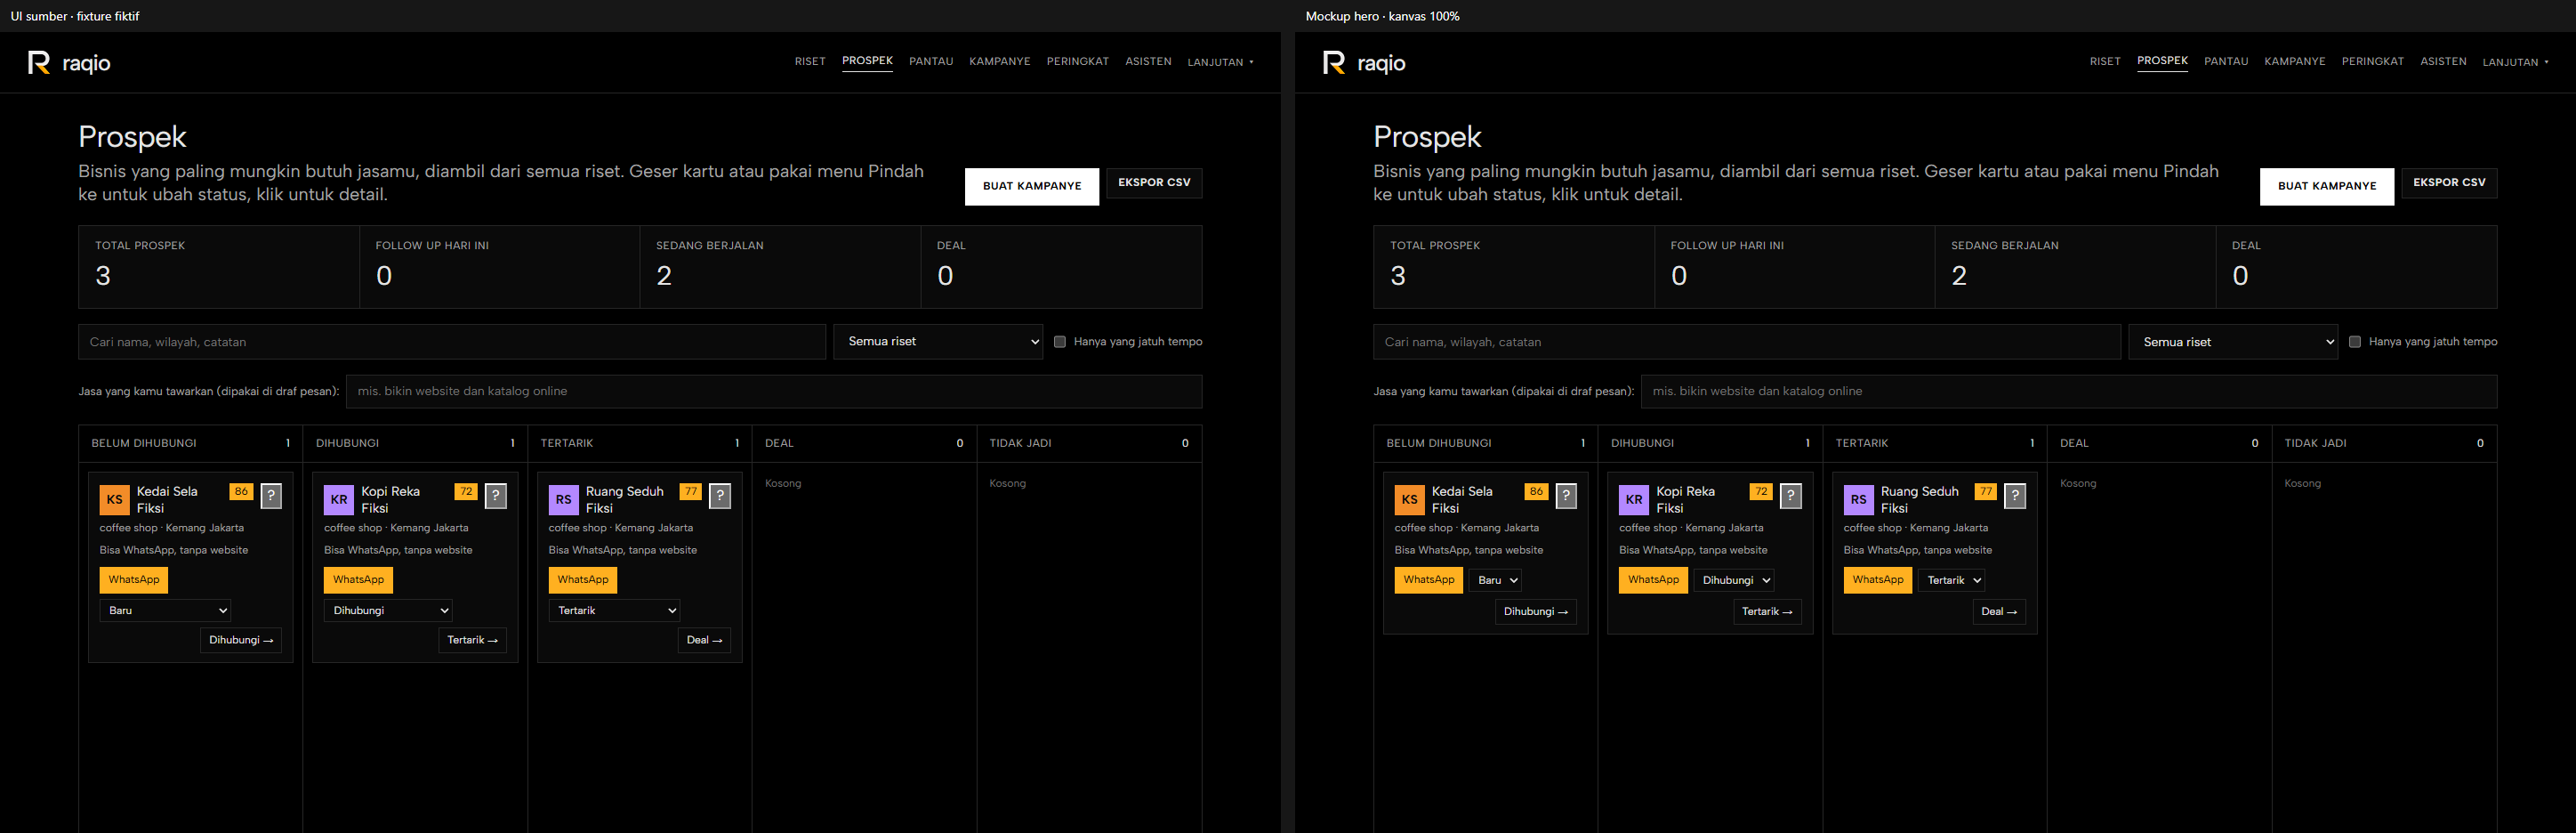 UI sumber · fixture fiktif
raqio
RISET PROSPEK PANTAU KAMPANYE PERINGKAT ASISTEN LANJUTAN
Prospek
Bisnis yang paling mungkin butuh jasamu, diambil dari semua riset. Geser kartu atau pakai menu Pindah
ke untuk ubah status, klik untuk detail.
BUAT KAMPANYE
EKSPOR CSV
TOTAL PROSPEK
3
FOLLOW UP HARI INI
0
SEDANG BERJALAN
2
DEAL
0
Cari nama, wilayah, catatan
Semua riset
Hanya yang jatuh tempo
Jasa yang kamu tawarkan (dipakai di draf pesan):
mis. bikin website dan katalog online
BELUM DIHUBUNGI 1
KS
Kedai Sela
Fiksi
86
?
coffee shop · Kemang Jakarta
Bisa WhatsApp, tanpa website
WhatsApp
Baru
Dihubungi →
DIHUBUNGI 1
KR
Kopi Reka
Fiksi
72
?
coffee shop · Kemang Jakarta
Bisa WhatsApp, tanpa website
WhatsApp
Dihubungi
Tertarik →
TERTARIK 1
RS
Ruang Seduh
Fiksi
77
?
coffee shop · Kemang Jakarta
Bisa WhatsApp, tanpa website
WhatsApp
Tertarik
Deal →
DEAL 0
Kosong
TIDAK JADI 0
Kosong
Mockup hero · kanvas 100%
raqio
RISET PROSPEK PANTAU KAMPANYE PERINGKAT ASISTEN LANJUTAN
Prospek
Bisnis yang paling mungkin butuh jasamu, diambil dari semua riset. Geser kartu atau pakai menu Pindah
ke untuk ubah status, klik untuk detail.
BUAT KAMPANYE
EKSPOR CSV
TOTAL PROSPEK
3
FOLLOW UP HARI INI
0
SEDANG BERJALAN
2
DEAL
0
Cari nama, wilayah, catatan
Semua riset
Hanya yang jatuh tempo
Jasa yang kamu tawarkan (dipakai di draf pesan):
mis. bikin website dan katalog online
BELUM DIHUBUNGI 1
KS
Kedai Sela
Fiksi
86
?
coffee shop · Kemang Jakarta
Bisa WhatsApp, tanpa website
WhatsApp
Baru
Dihubungi →
DIHUBUNGI 1
KR
Kopi Reka
Fiksi
72
?
coffee shop · Kemang Jakarta
Bisa WhatsApp, tanpa website
WhatsApp
Dihubungi
Tertarik →
TERTARIK 1
RS
Ruang Seduh
Fiksi
77
?
coffee shop · Kemang Jakarta
Bisa WhatsApp, tanpa website
WhatsApp
Tertarik
Deal →
DEAL 0
Kosong
TIDAK JADI 0
Kosong